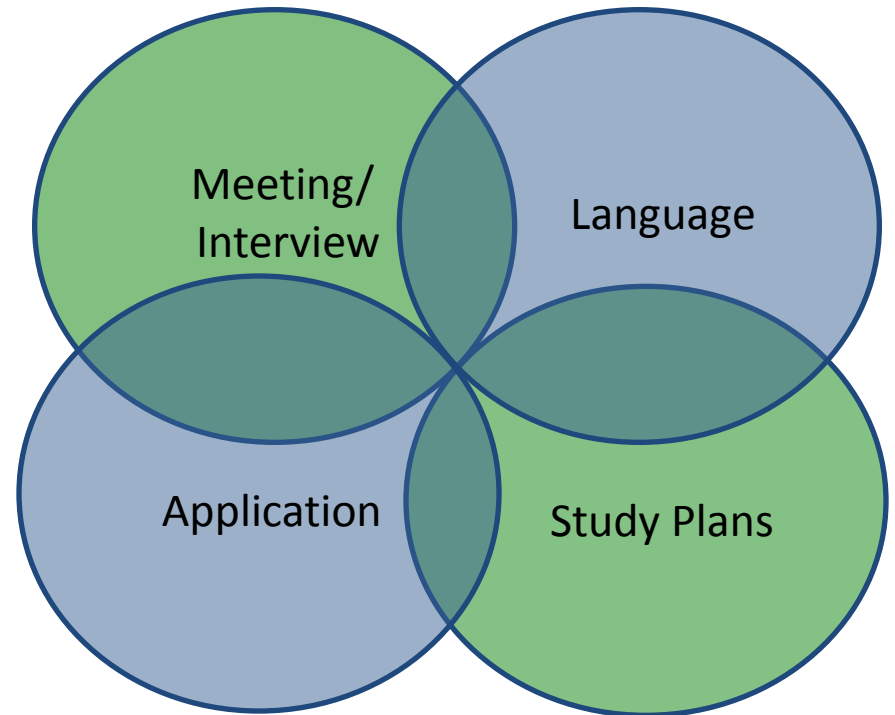 Meeting/
Interview
Language
Application
Study Plans